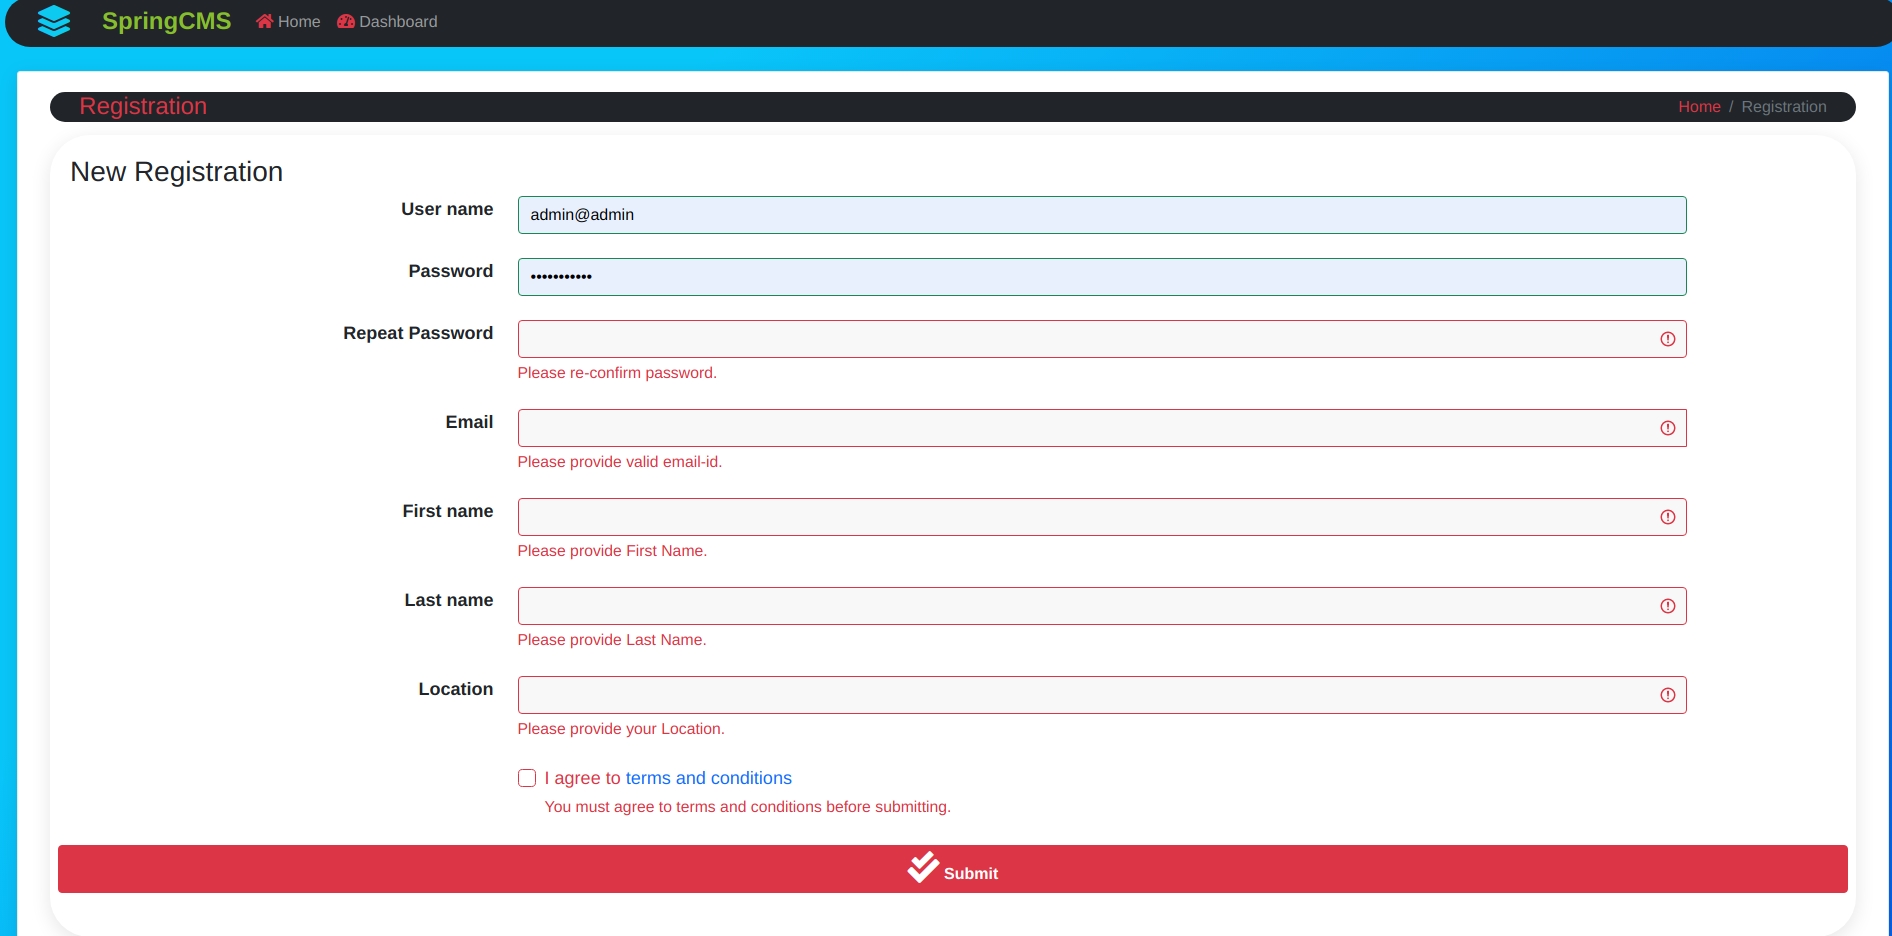 SpringCMS Home Dashboard
Registration Home / Registration
New Registration
User name admin@admin
Password •••••••••••
Repeat Password
Please re-confirm password.
Email
Please provide valid email-id.
First name
Please provide First Name.
Last name
Please provide Last Name.
Location
Please provide your Location.
I agree to terms and conditions
You must agree to terms and conditions before submitting.
Submit